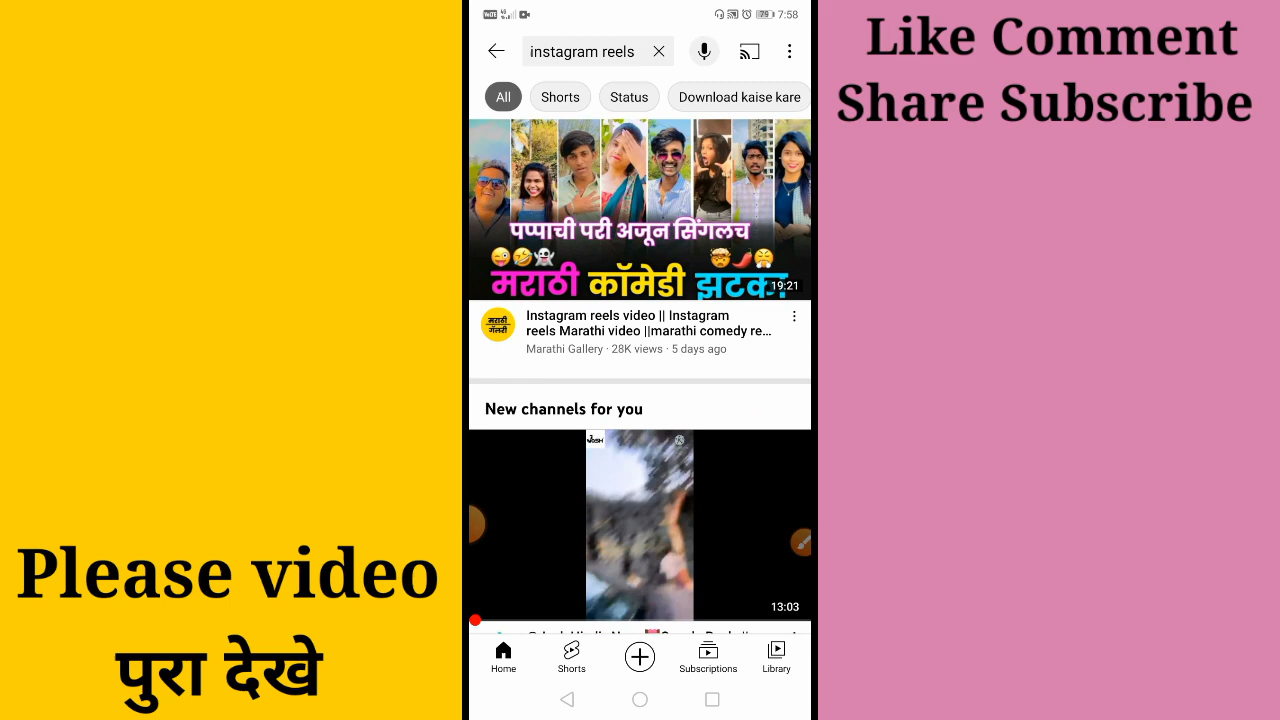 Please video
पुरा देखे
7:58
instagram reels
All
Shorts
Status
Download kaise kare
पप्पाची परी अजून सिंगलच
मराठी कॉमेडी झटका
19:21
मराठी
गॅलरी
Instagram reels video || Instagram
reels Marathi video ||marathi comedy re...
Marathi Gallery · 28K views · 5 days ago
New channels for you
13:03
Home
Shorts
Subscriptions
Library
Like Comment
Share Subscribe